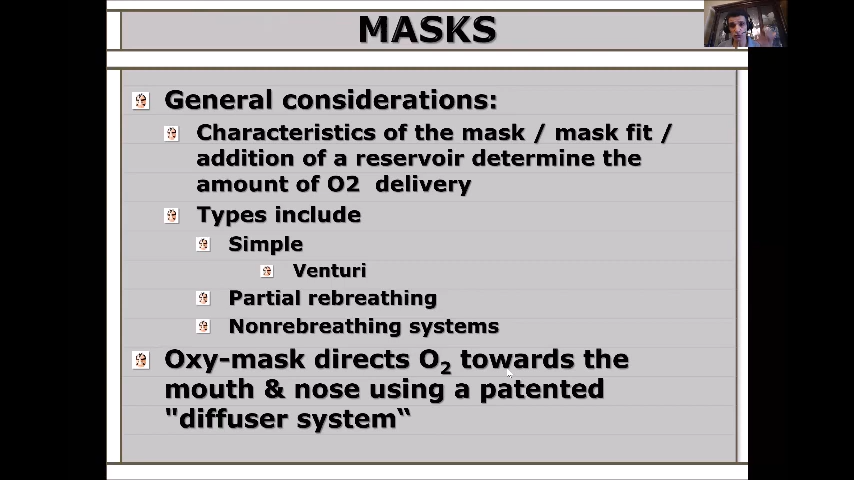 MASKS
General considerations:
Characteristics of the mask / mask fit /
addition of a reservoir determine the
amount of O2 delivery
Types include
Simple
Venturi
Partial rebreathing
Nonrebreathing systems
Oxy-mask directs O₂ towards the
mouth & nose using a patented
"diffuser system“